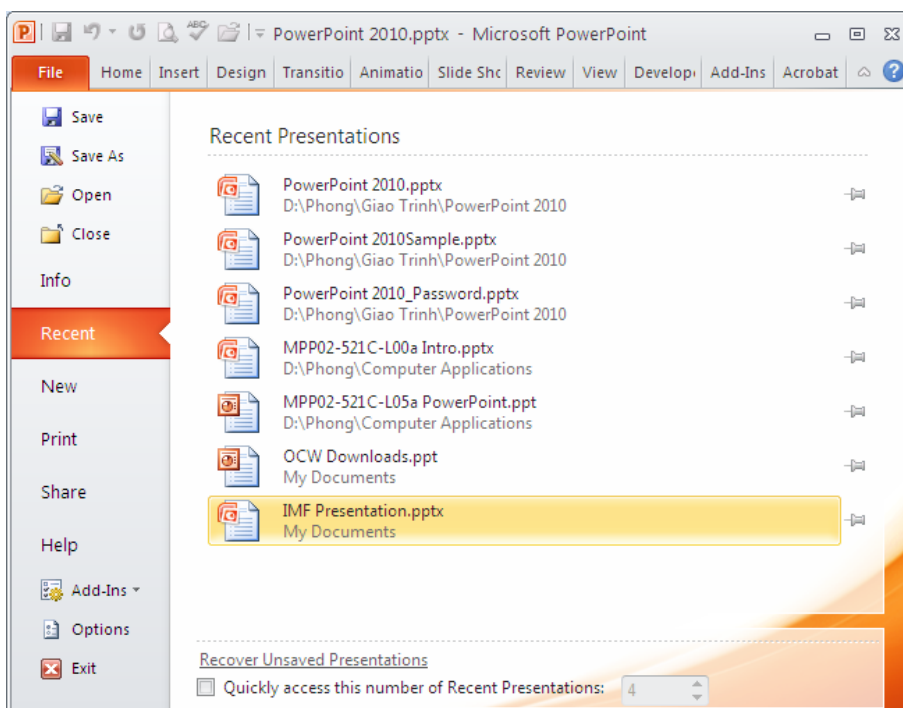 PowerPoint 2010.pptx - Microsoft PowerPoint
File Home Insert Design Transitio Animatio Slide Sho Review View Develop Add-Ins Acrobat
Save
Save As
Open
Close
Info
Recent
New
Print
Share
Help
Add-Ins
Options
Exit
Recent Presentations
PowerPoint 2010.pptx
D:\Phong\Giao Trinh\PowerPoint 2010
PowerPoint 2010Sample.pptx
D:\Phong\Giao Trinh\PowerPoint 2010
PowerPoint 2010_Password.pptx
D:\Phong\Giao Trinh\PowerPoint 2010
MPP02-521C-L00a Intro.pptx
D:\Phong\Computer Applications
MPP02-521C-L05a PowerPoint.ppt
D:\Phong\Computer Applications
OCW Downloads.ppt
My Documents
IMF Presentation.pptx
My Documents
Recover Unsaved Presentations
Quickly access this number of Recent Presentations: 4